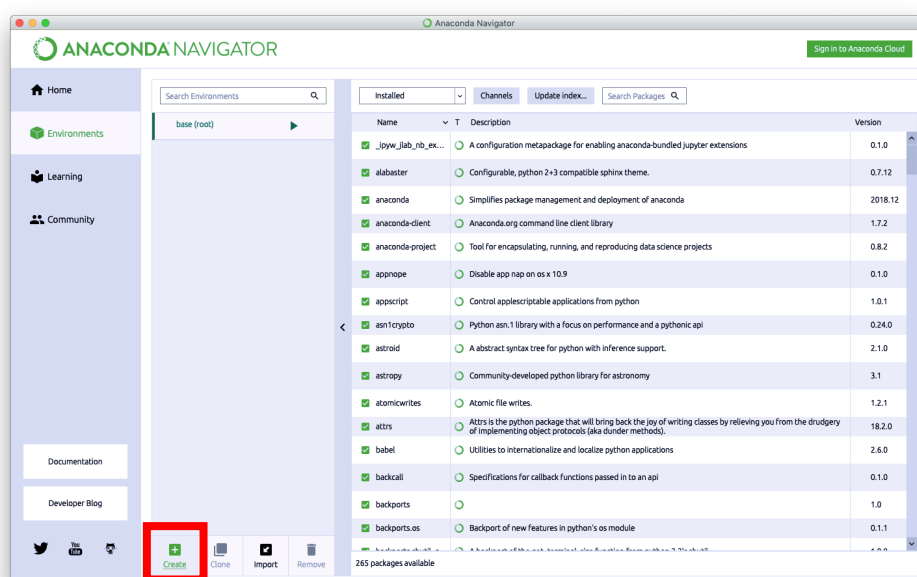 Anaconda Navigator
ANACONDA NAVIGATOR
Sign in to Anaconda Cloud
Home
Environments
Learning
Community
Documentation
Developer Blog
You
Tube
Search Environments
base (root)
Create
Clone
Import
Remove
Installed
Channels
Update index...
Search Packages
Name T Description Version
_ipyw_jlab_nb_ex... A configuration metapackage for enabling anaconda-bundled jupyter extensions 0.1.0
alabaster Configurable, python 2+3 compatible sphinx theme. 0.7.12
anaconda Simplifies package management and deployment of anaconda 2018.12
anaconda-client Anaconda.org command line client library 1.7.2
anaconda-project Tool for encapsulating, running, and reproducing data science projects 0.8.2
appnope Disable app nap on os x 10.9 0.1.0
appscript Control applescriptable applications from python 1.0.1
asn1crypto Python asn.1 library with a focus on performance and a pythonic api 0.24.0
astroid A abstract syntax tree for python with inference support. 2.1.0
astropy Community-developed python library for astronomy 3.1
atomicwrites Atomic file writes. 1.2.1
attrs Attrs is the python package that will bring back the joy of writing classes by relieving you from the drudgery
of implementing object protocols (aka dunder methods). 18.2.0
babel Utilities to internationalize and localize python applications 2.6.0
backcall Specifications for callback functions passed in to an api 0.1.0
backports 1.0
backports.os Backport of new features in python's os module 0.1.1
265 packages available